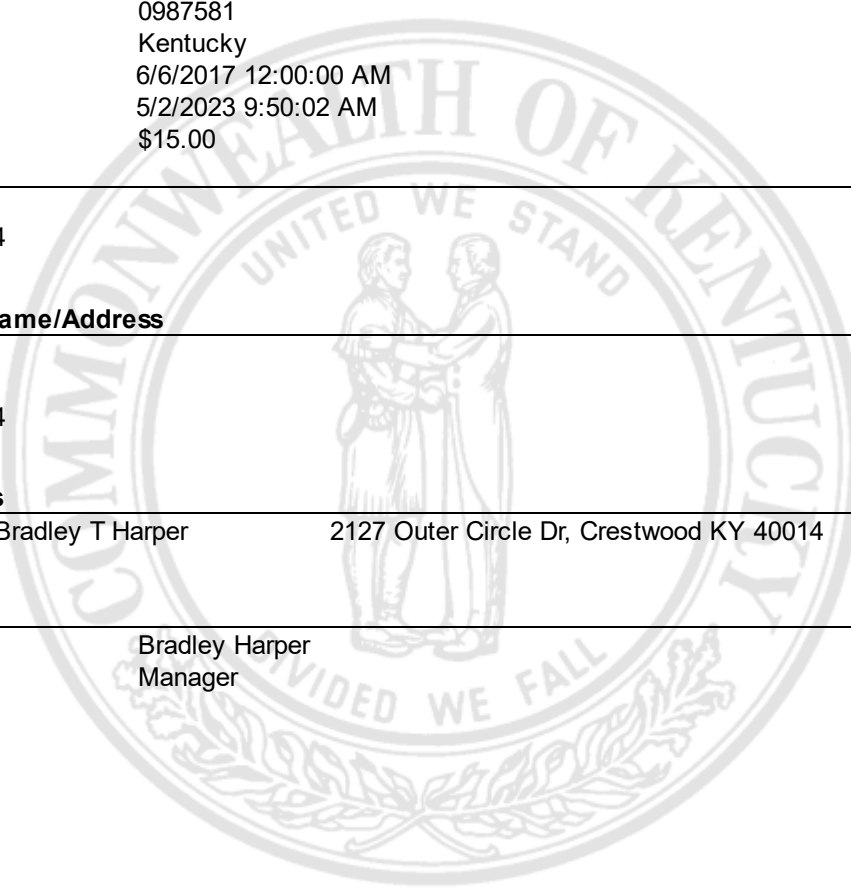 0987581
Kentucky
6/6/2017 12:00:00 AM
5/2/2023 9:50:02 AM
$15.00
COMMONWEALTH OF KENTUCKY
UNITED WE STAND
4
ame/Address
4
s
Bradley T Harper 2127 Outer Circle Dr, Crestwood KY 40014
Bradley Harper
Manager
DIVIDED WE FALL